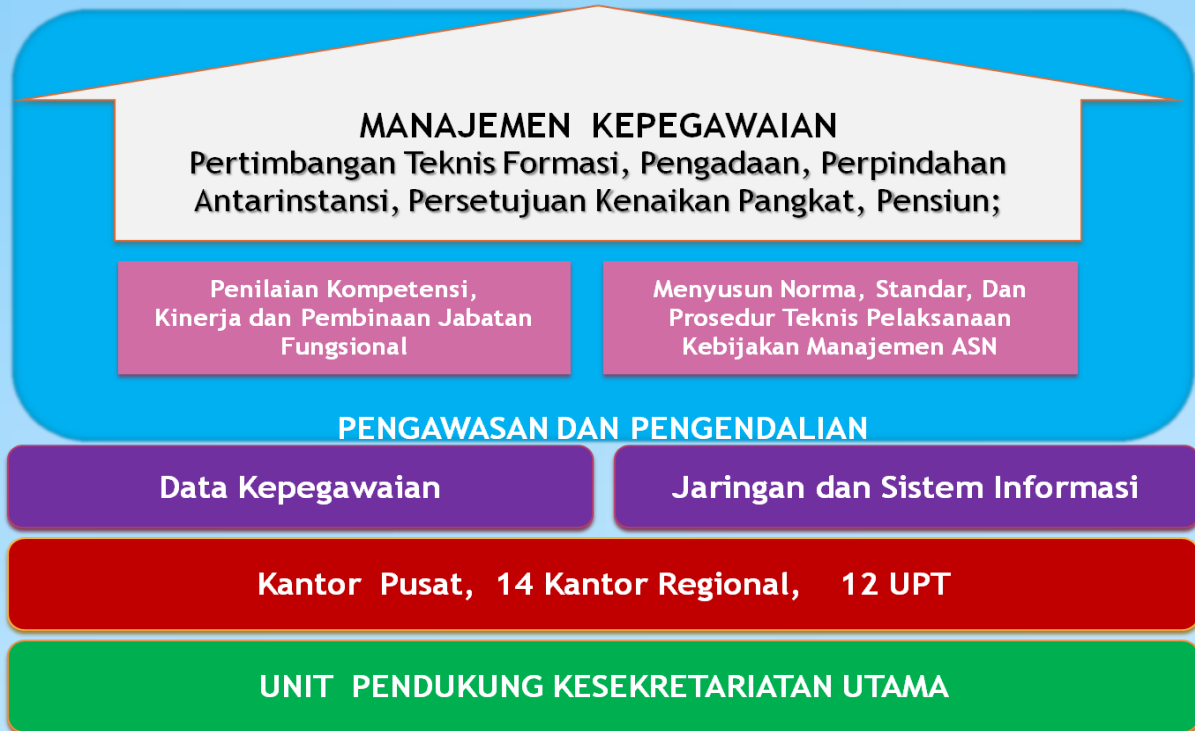 MANAJEMEN KEPEGAWAIAN
Pertimbangan Teknis Formasi, Pengadaan, Perpindahan
Antarinstansi, Persetujuan Kenaikan Pangkat, Pensiun;
Penilaian Kompetensi,
Kinerja dan Pembinaan Jabatan
Fungsional
Menyusun Norma, Standar, Dan
Prosedur Teknis Pelaksanaan
Kebijakan Manajemen ASN
PENGAWASAN DAN PENGENDALIAN
Data Kepegawaian
Jaringan dan Sistem Informasi
Kantor Pusat, 14 Kantor Regional, 12 UPT
UNIT PENDUKUNG KESEKRETARIATAN UTAMA